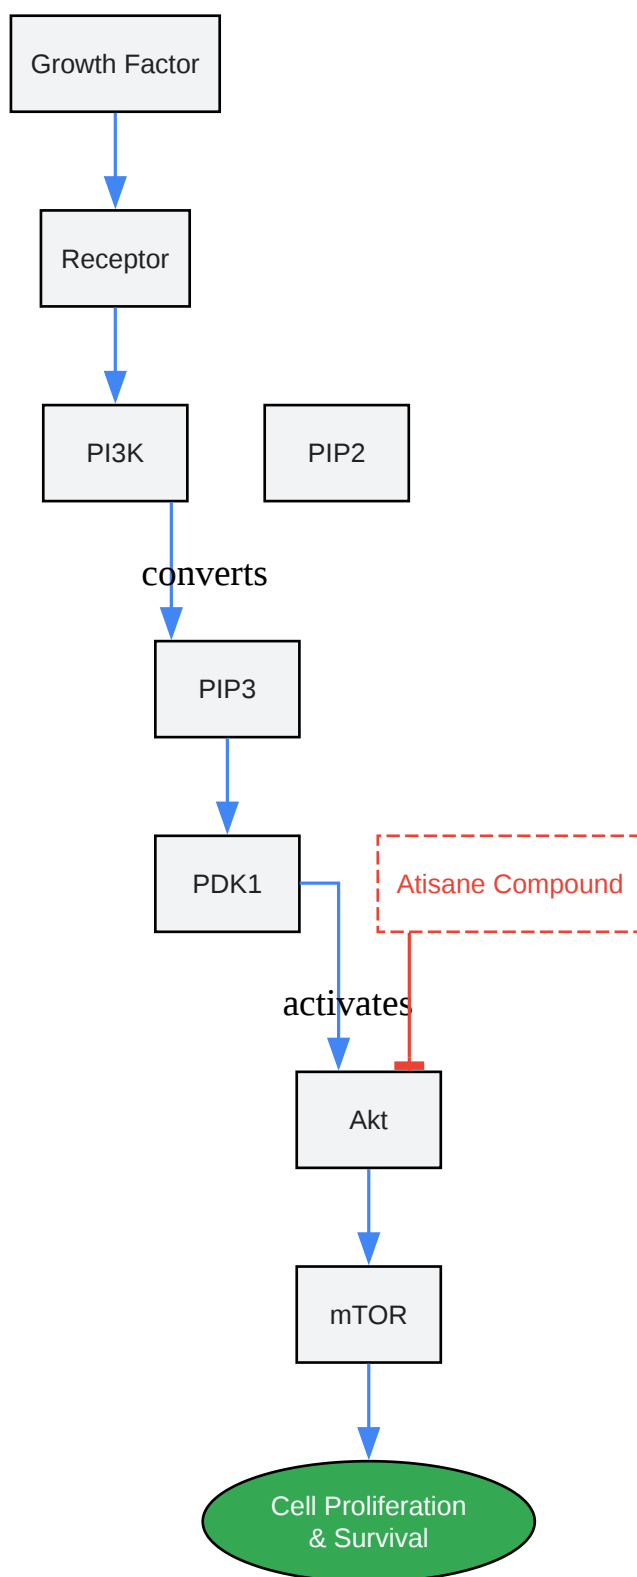 Growth Factor
Receptor
PI3K
PIP2
converts
PIP3
PDK1
Atisane Compound
activates
Akt
mTOR
Cell Proliferation
& Survival